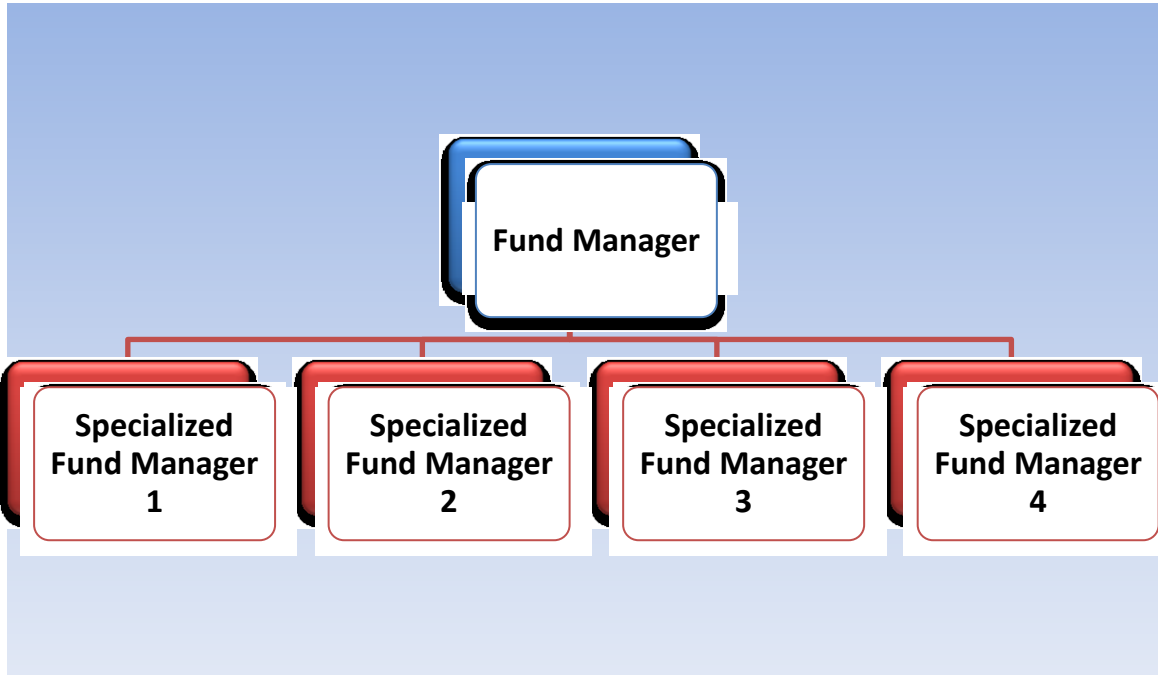 Fund Manager
Specialized
Fund Manager
1
Specialized
Fund Manager
2
Specialized
Fund Manager
3
Specialized
Fund Manager
4